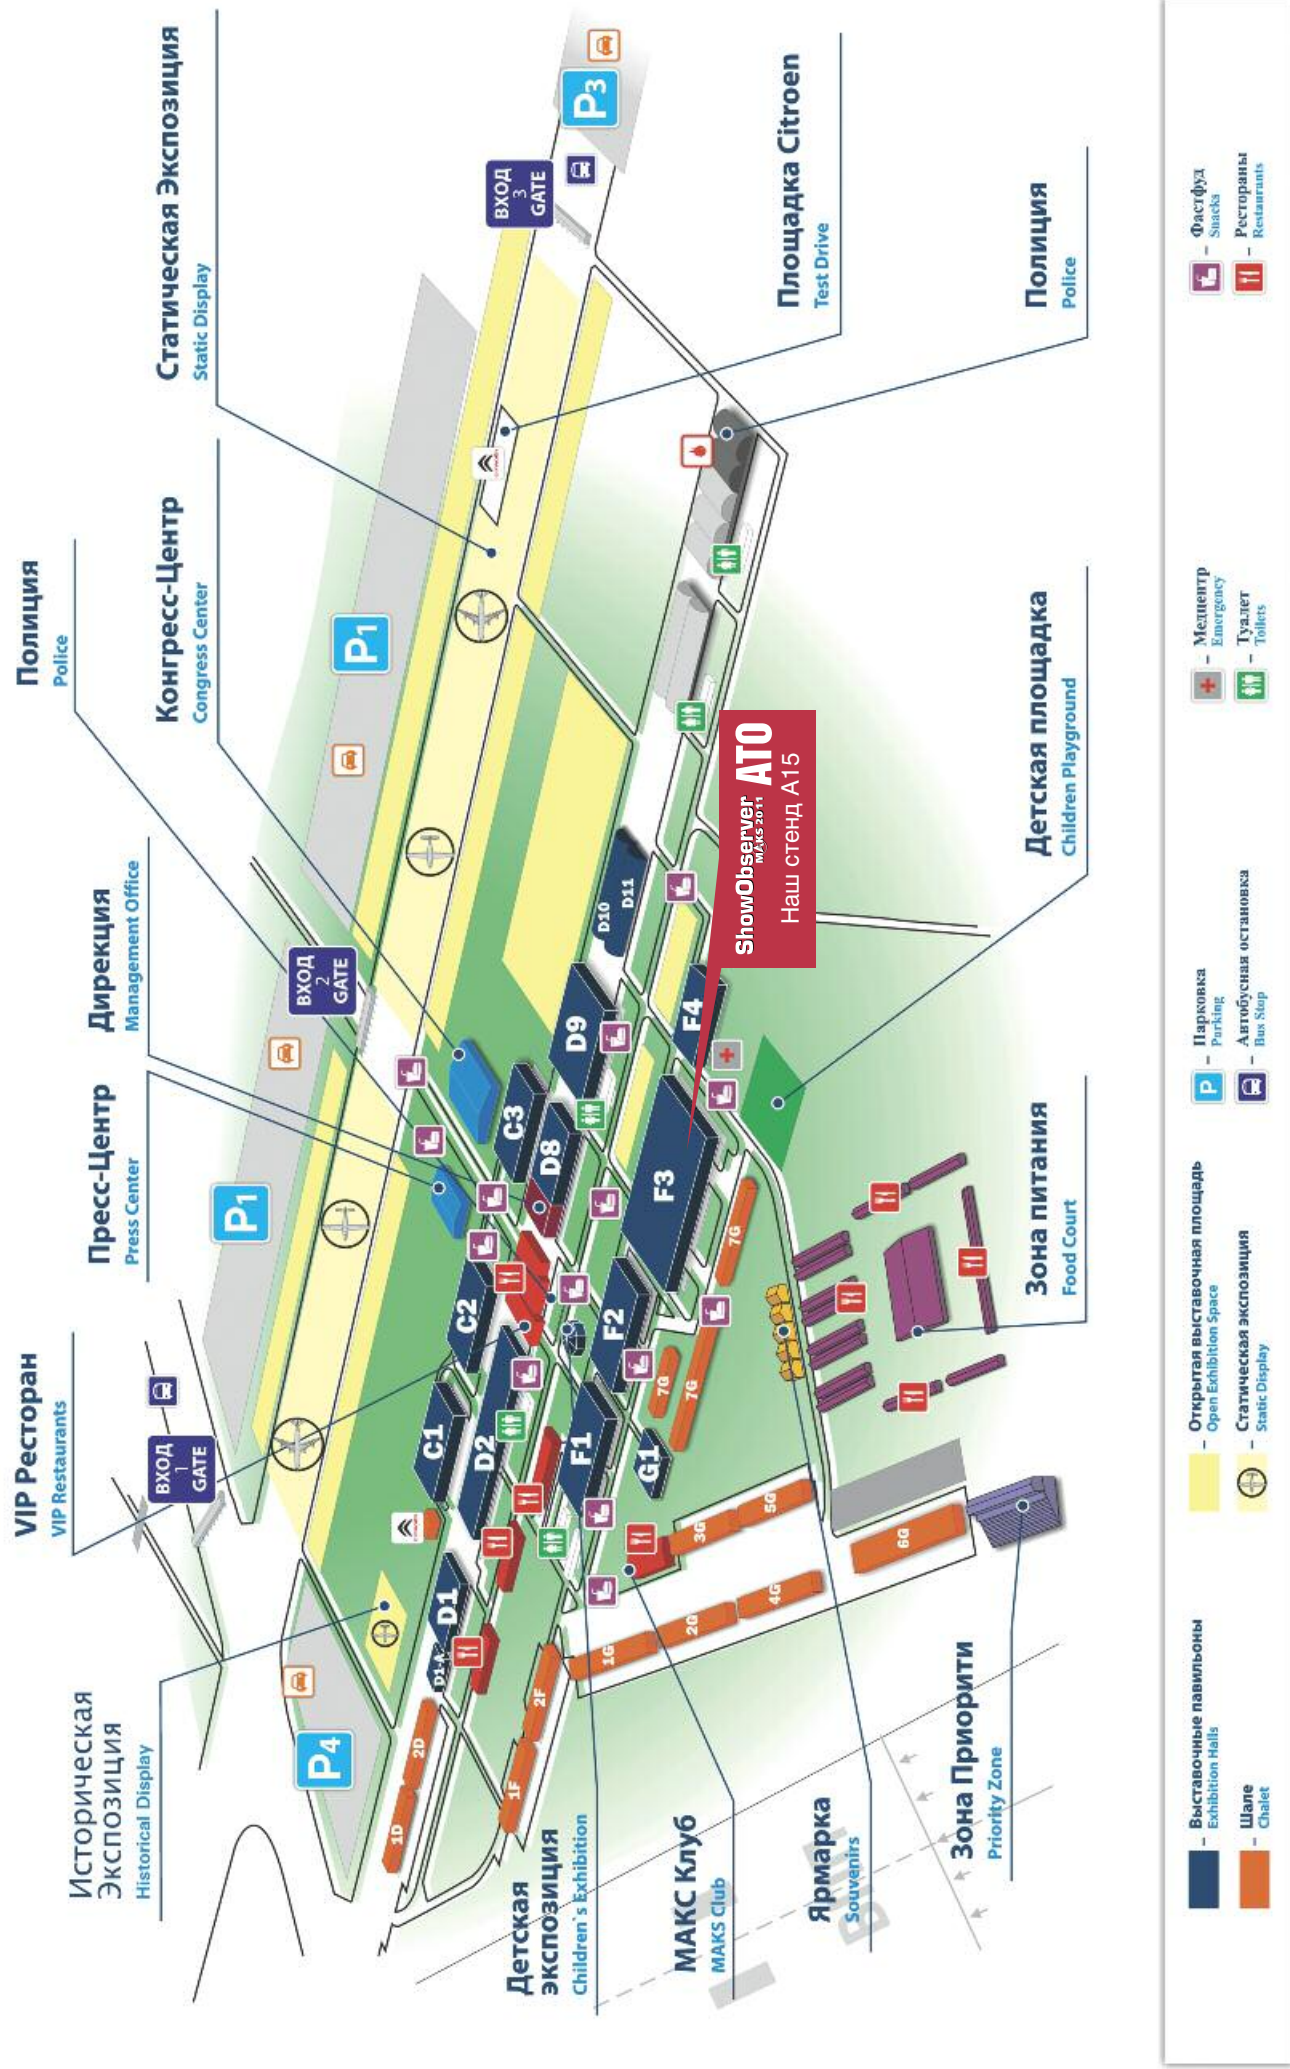 Историческая
Экспозиция
Historical Display
VIP Ресторан
VIP Restaurants
Пресс-Центр
Press Center
Дирекция
Management Office
Полиция
Police
Конгресс-Центр
Congress Center
Статическая Экспозиция
Static Display
P4
ВХОД
1
GATE
P1
ВХОД
2
GATE
P1
ВХОД
3
GATE
P3
1D
2D
D1
C1
C2
C3
D2
D8
D9
D10
D11
1F
2F
F1
F2
F3
F4
G1
1G
2G
3G
4G
5G
6G
7G
7G
7G
ShowObserver
MAKS 2011
ATO
Наш стенд A15
Детская
экспозиция
Children`s Exhibition
МАКС Клуб
MAKS Club
Ярмарка
Souvenirs
Зона Приорити
Priority Zone
Зона питания
Food Court
Детская площадка
Children Playground
Площадка Citroen
Test Drive
Полиция
Police
Выставочные павильоны
Exhibition Halls
Шале
Chalet
Открытая выставочная площадь
Open Exhibition Space
Статическая экспозиция
Static Display
P
Парковка
Parking
Автобусная остановка
Bus Stop
Медцентр
Emergency
Туалет
Toilets
Фастфуд
Snacks
Рестораны
Restaurants